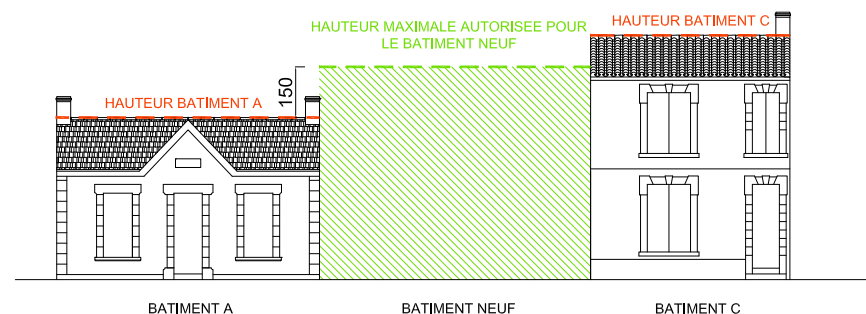 HAUTEUR MAXIMALE AUTORISEE POUR
LE BATIMENT NEUF
HAUTEUR BATIMENT C
HAUTEUR BATIMENT A
150
BATIMENT A
BATIMENT NEUF
BATIMENT C